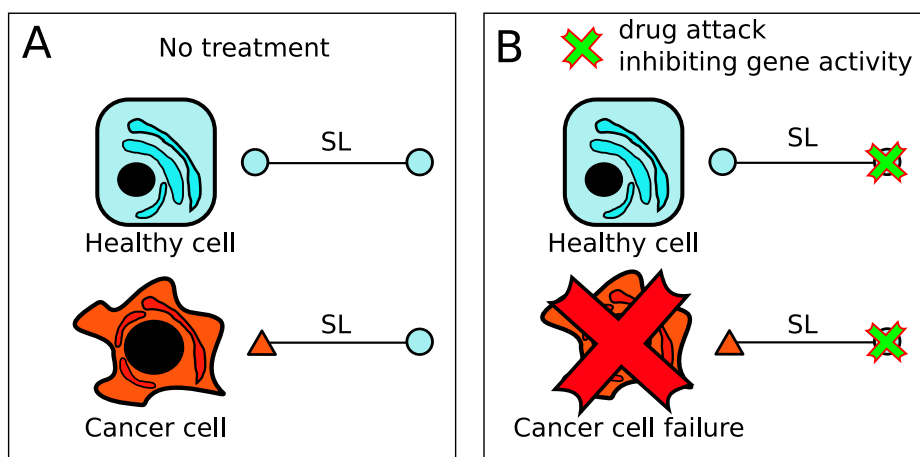 A
No treatment
SL
Healthy cell
SL
Cancer cell
B
drug attack
inhibiting gene activity
SL
Healthy cell
SL
Cancer cell failure